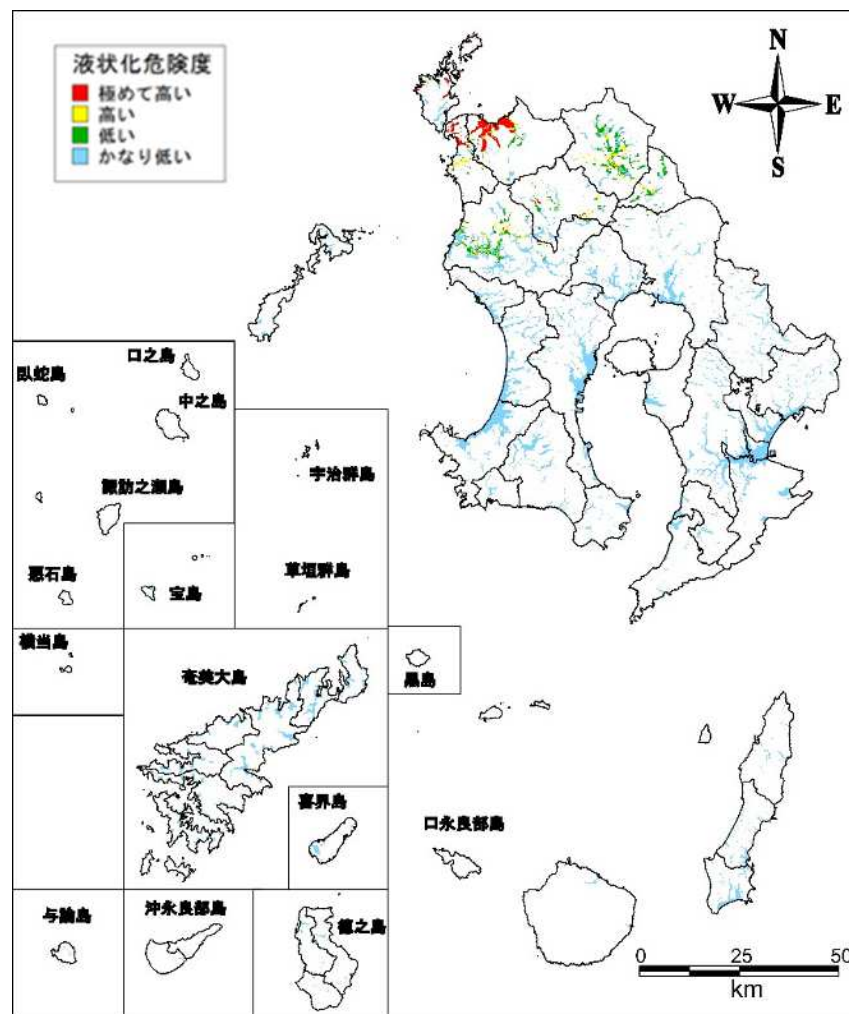 液状化危険度
極めて高い
高い
低い
かなり低い
N
W
E
S
口之島
臥蛇島
中之島
諏訪之瀬島
悪石島
宝島
宇治群島
草垣群島
横当島
奄美大島
黒島
喜界島
口永良部島
与論島
沖永良部島
徳之島
0 25 50
km